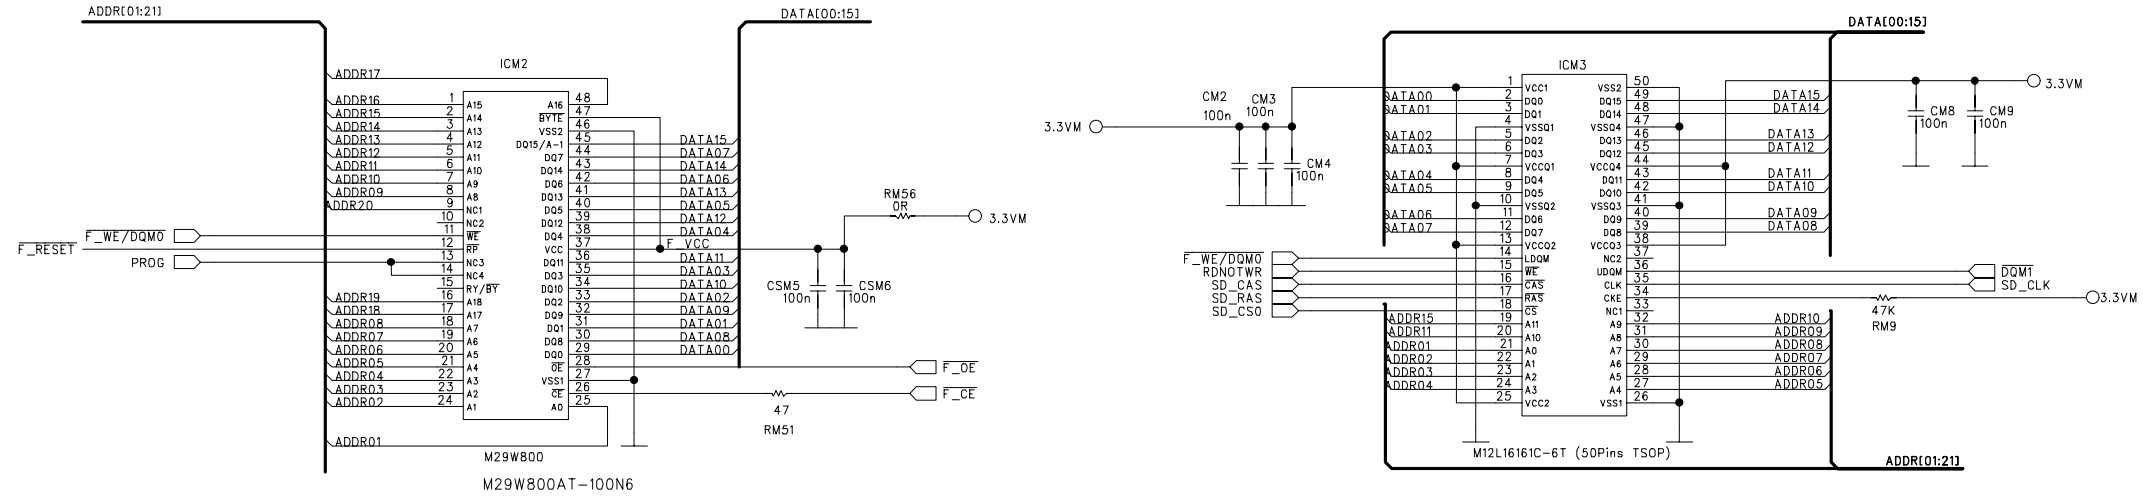 ADDR[01:21]
DATA[00:15]
ICM2
ADDR17
ADDR16 1 A15 A16 48
ADDR15 2 A14 BYTE 47
ADDR14 3 A13 VSS2 46
ADDR13 4 A12 DQ15/A-1 45 DATA15
ADDR12 5 A11 DQ7 44 DATA07
ADDR11 6 A10 DQ14 43 DATA14
ADDR10 7 A9 DQ6 42 DATA06
ADDR09 8 A8 DQ13 41 DATA13
ADDR20 9 NC1 DQ5 40 DATA05
10 NC2 DQ12 39 DATA12
F_WE/DQM0 11 WE DQ4 38 DATA04
F_RESET 12 RP VCC 37 F_VCC
PROG 13 NC3 DQ11 36 DATA11
14 NC4 DQ3 35 DATA03
15 RY/BY DQ10 34 DATA10
ADDR19 16 A18 DQ2 33 DATA02
ADDR18 17 A17 DQ9 32 DATA09
ADDR08 18 A7 DQ1 31 DATA01
ADDR07 19 A6 DQ8 30 DATA08
ADDR06 20 A5 DQ0 29 DATA00
ADDR05 21 A4 OE 28 F_OE
ADDR04 22 A3 VSS1 27
ADDR03 23 A2 CE 26 F_CE
ADDR02 24 A1 A0 25
47
RM51
ADDR01
M29W800
M29W800AT-100N6
RM56
0R
3.3VM
CSM5
100n
CSM6
100n
DATA[00:15]
ICM3
CM2
100n
CM3
100n
3.3VM
CM4
100n
1 VCC1 VSS2 50
DATA00 2 DQ0 DQ15 49 DATA15
DATA01 3 DQ1 DQ14 48 DATA14
4 VSSQ1 VSSQ4 47
DATA02 5 DQ2 DQ13 46 DATA13
DATA03 6 DQ3 DQ12 45 DATA12
7 VCCQ1 VCCQ4 44
DATA04 8 DQ4 DQ11 43 DATA11
DATA05 9 DQ5 DQ10 42 DATA10
10 VSSQ2 VSSQ3 41
DATA06 11 DQ6 DQ9 40 DATA09
DATA07 12 DQ7 DQ8 39 DATA08
13 VCCQ2 VCCQ3 38
F_WE/DQM0 14 LDQM NC2 37
RDNOTWR 15 WE UDQM 36 DQM1
SD_CAS 16 CAS CLK 35 SD_CLK
SD_RAS 17 RAS CKE 34 3.3VM
SD_CS0 18 CS NC1 33
ADDR15 19 A11 A9 32 ADDR10
ADDR11 20 A10 A8 31 ADDR09
ADDR01 21 A0 A7 30 ADDR08
ADDR02 22 A1 A6 29 ADDR07
ADDR03 23 A2 A5 28 ADDR06
ADDR04 24 A3 A4 27 ADDR05
25 VCC2 VSS1 26
3.3VM
CM8
100n
CM9
100n
47K
RM9
M12L16161C-6T (50Pins TSOP)
ADDR[01:21]